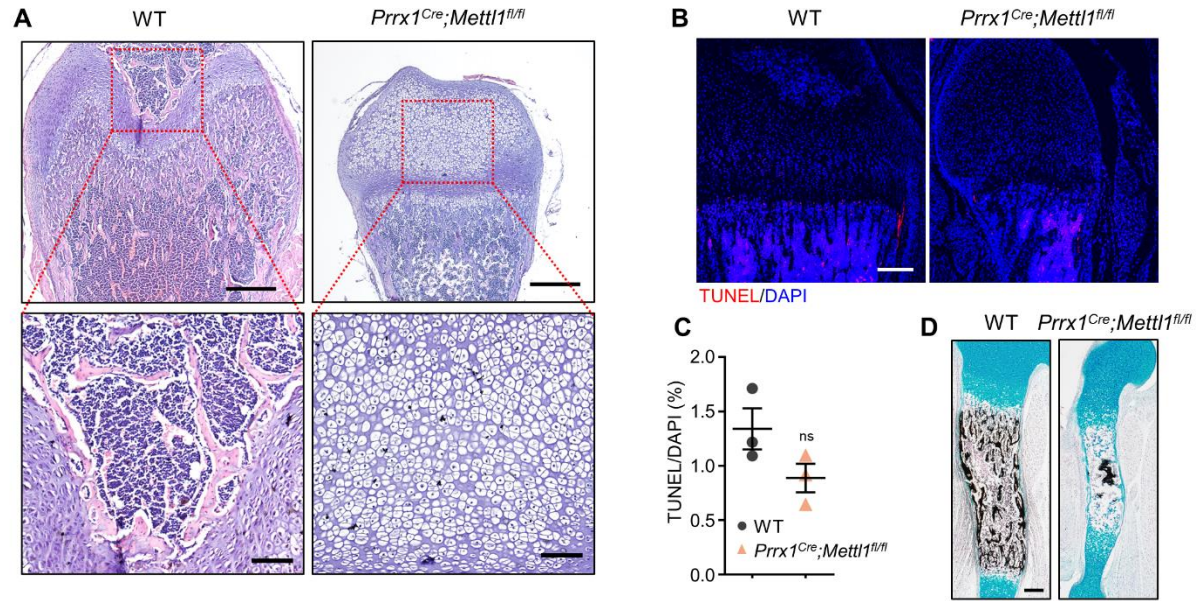 A
WT
Prrx1Cre;Mettl1fl/fl
B
WT
Prrx1Cre;Mettl1fl/fl
TUNEL/DAPI
C
TUNEL/DAPI (%)
2.0
1.5
1.0
0.5
0.0
ns
WT
Prrx1Cre;Mettl1fl/fl
D
WT
Prrx1Cre;Mettl1fl/fl